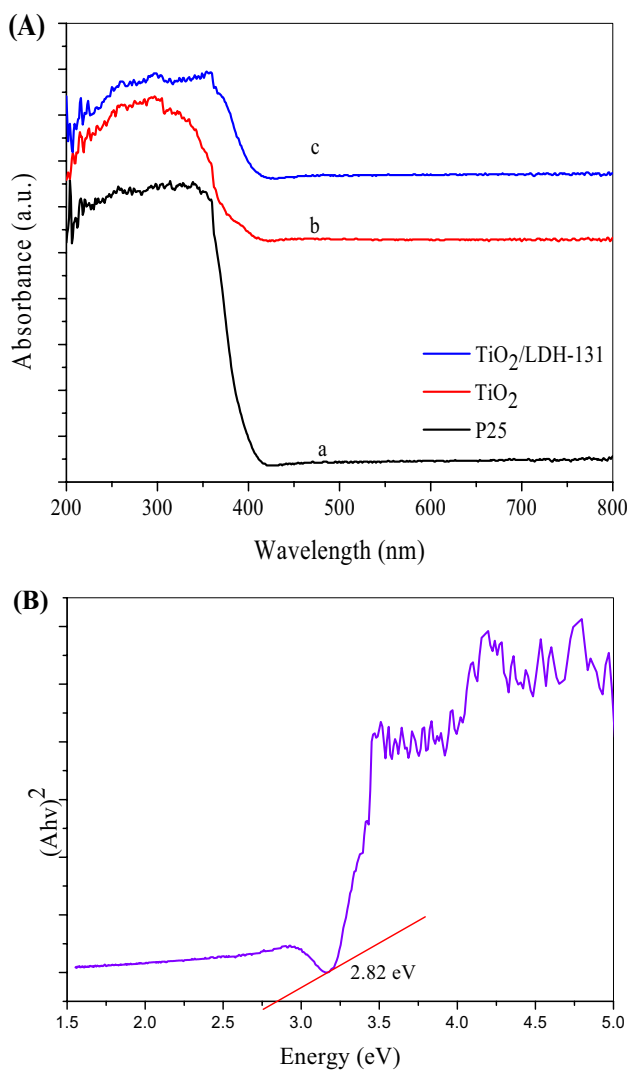 (A)
Absorbance (a.u.)
c
b
a
TiO2/LDH-131
TiO2
P25
200 300 400 500 600 700 800
Wavelength (nm)
(B)
(Ahv)2
2.82 eV
1.5 2.0 2.5 3.0 3.5 4.0 4.5 5.0
Energy (eV)